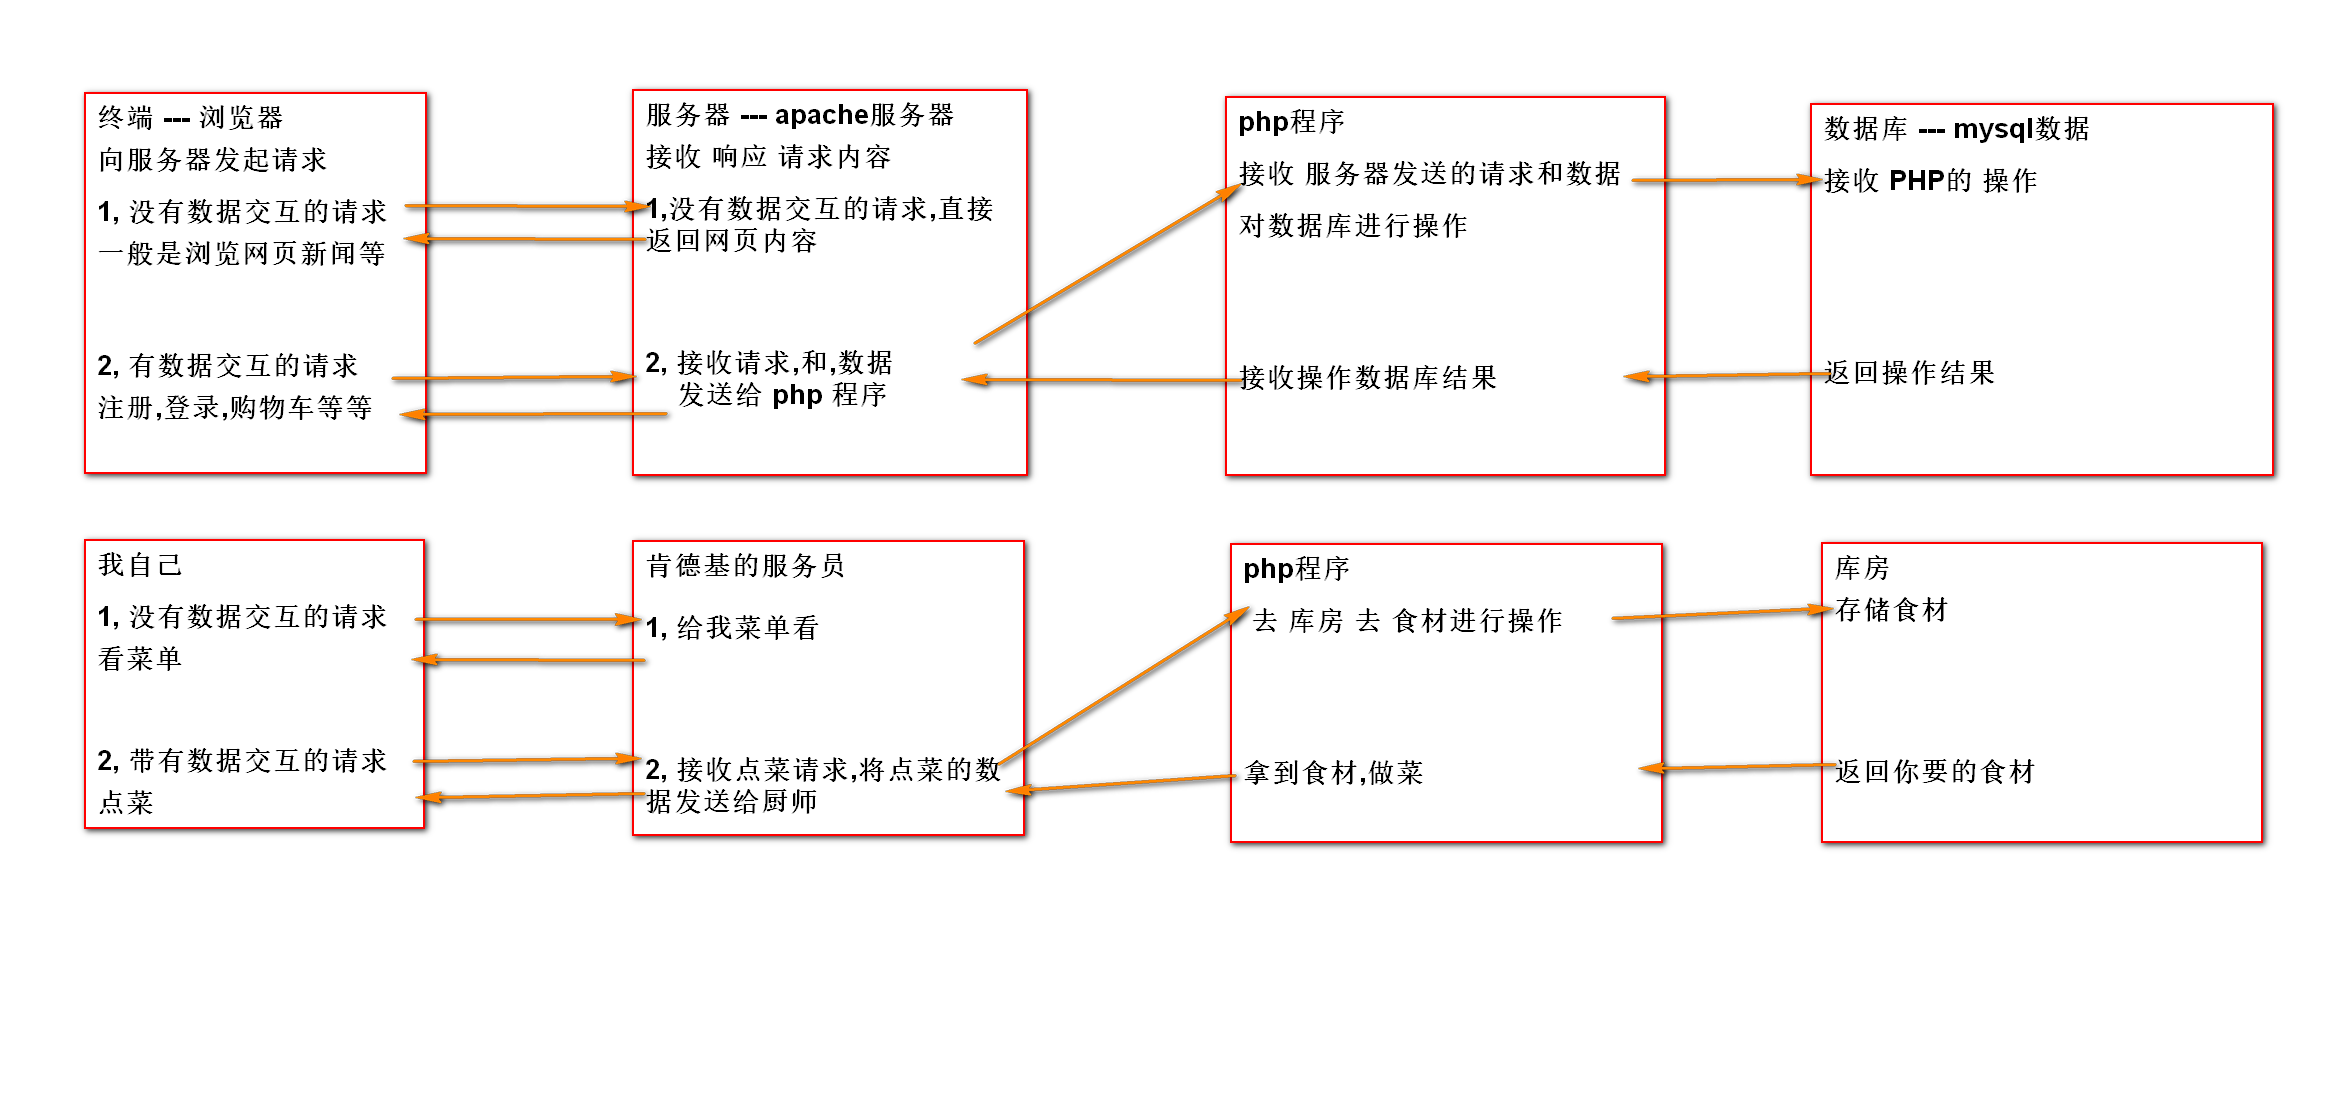 终端 --- 浏览器
向服务器发起请求
1, 没有数据交互的请求
一般是浏览网页新闻等
2, 有数据交互的请求
注册,登录,购物车等等
服务器 --- apache服务器
接收 响应 请求内容
1,没有数据交互的请求,直接
返回网页内容
2, 接收请求,和,数据
发送给 php 程序
php程序
接收 服务器发送的请求和数据
对数据库进行操作
接收操作数据库结果
数据库 --- mysql数据
接收 PHP的 操作
返回操作结果
我自己
1, 没有数据交互的请求
看菜单
2, 带有数据交互的请求
点菜
肯德基的服务员
1, 给我菜单看
2, 接收点菜请求,将点菜的数
据发送给厨师
php程序
去 库房 去 食材进行操作
拿到食材,做菜
库房
存储食材
返回你要的食材